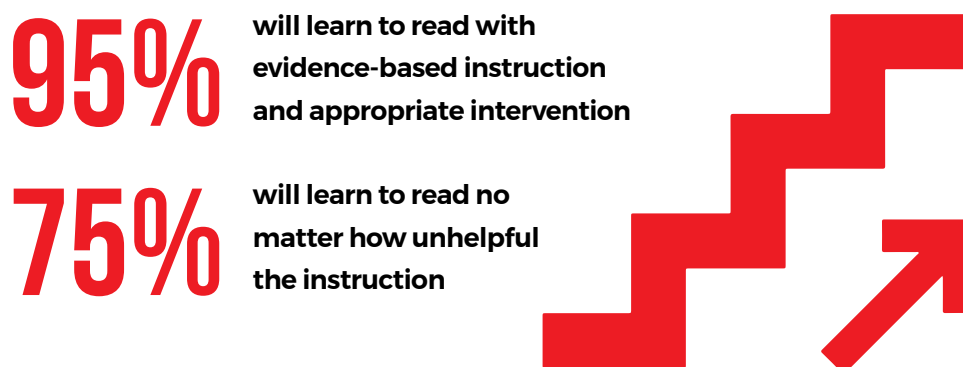 95%
will learn to read with
evidence-based instruction
and appropriate intervention
75%
will learn to read no
matter how unhelpful
the instruction